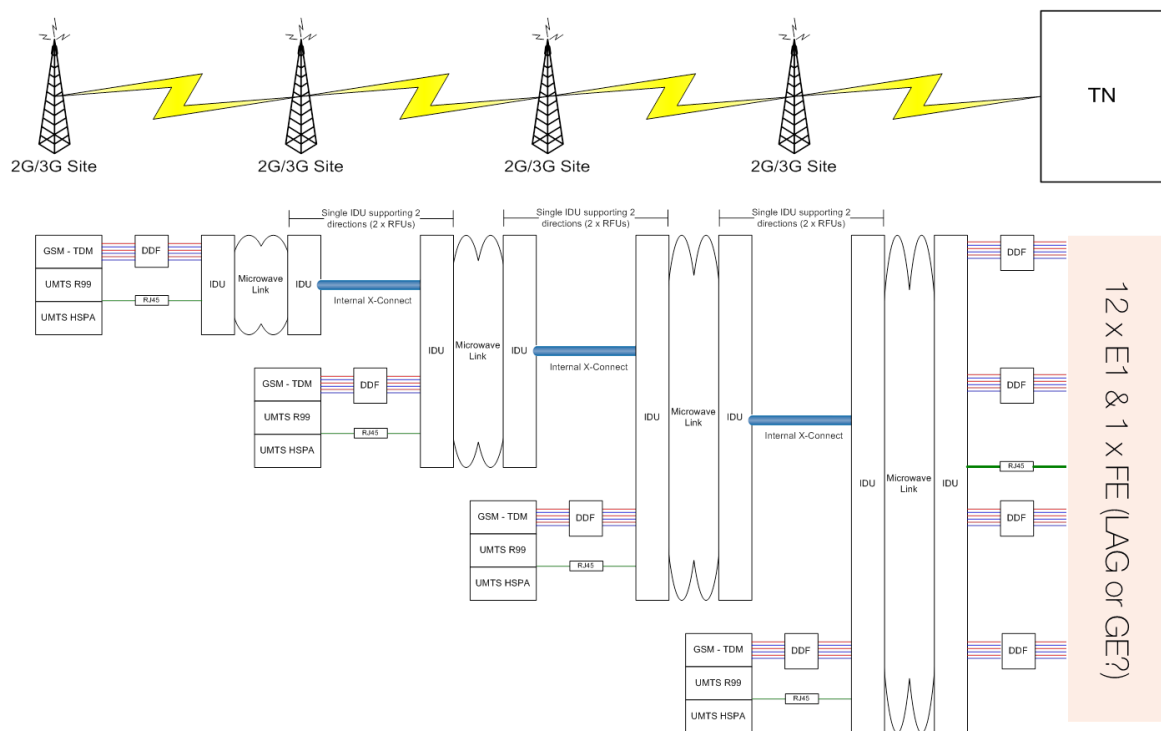 TN
2G/3G Site
2G/3G Site
2G/3G Site
2G/3G Site
Single IDU supporting 2
directions (2 x RFUs)
Single IDU supporting 2
directions (2 x RFUs)
Single IDU supporting 2
directions (2 x RFUs)
GSM - TDM
UMTS R99
UMTS HSPA
DDF
RJ45
IDU
Microwave
Link
IDU
Internal X-Connect
GSM - TDM
UMTS R99
UMTS HSPA
DDF
RJ45
IDU
Microwave
Link
IDU
Internal X-Connect
GSM - TDM
UMTS R99
UMTS HSPA
DDF
RJ45
IDU
Microwave
Link
IDU
Internal X-Connect
GSM - TDM
UMTS R99
UMTS HSPA
DDF
RJ45
IDU
Microwave
Link
IDU
DDF
DDF
RJ45
DDF
DDF
12 x E1 & 1 x FE (LAG or GE?)